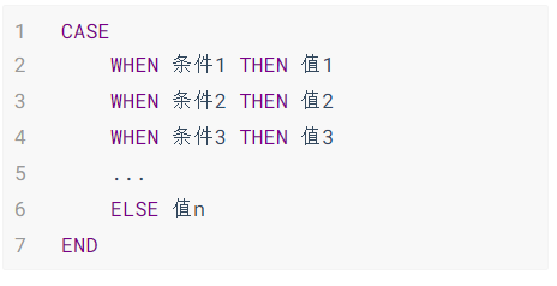 1 CASE
2 WHEN 条件1 THEN 值1
3 WHEN 条件2 THEN 值2
4 WHEN 条件3 THEN 值3
5 ...
6 ELSE 值n
7 END